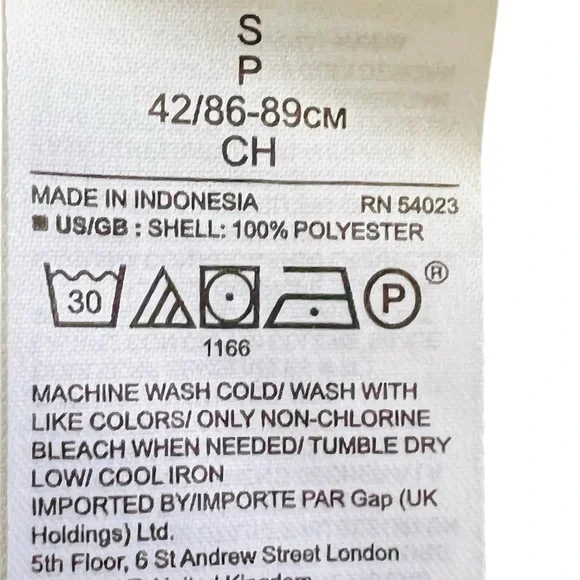 S
P
42/86-89CM
CH
MADE IN INDONESIA RN 54023
US/GB : SHELL: 100% POLYESTER
30 P H
1166
MACHINE WASH COLD/ WASH WITH
LIKE COLORS/ ONLY NON-CHLORINE
BLEACH WHEN NEEDED/ TUMBLE DRY
LOW/ COOL IRON
IMPORTED BY/IMPORTE PAR Gap (UK
Holdings) Ltd.
5th Floor, 6 St Andrew Street London
United Kingdom